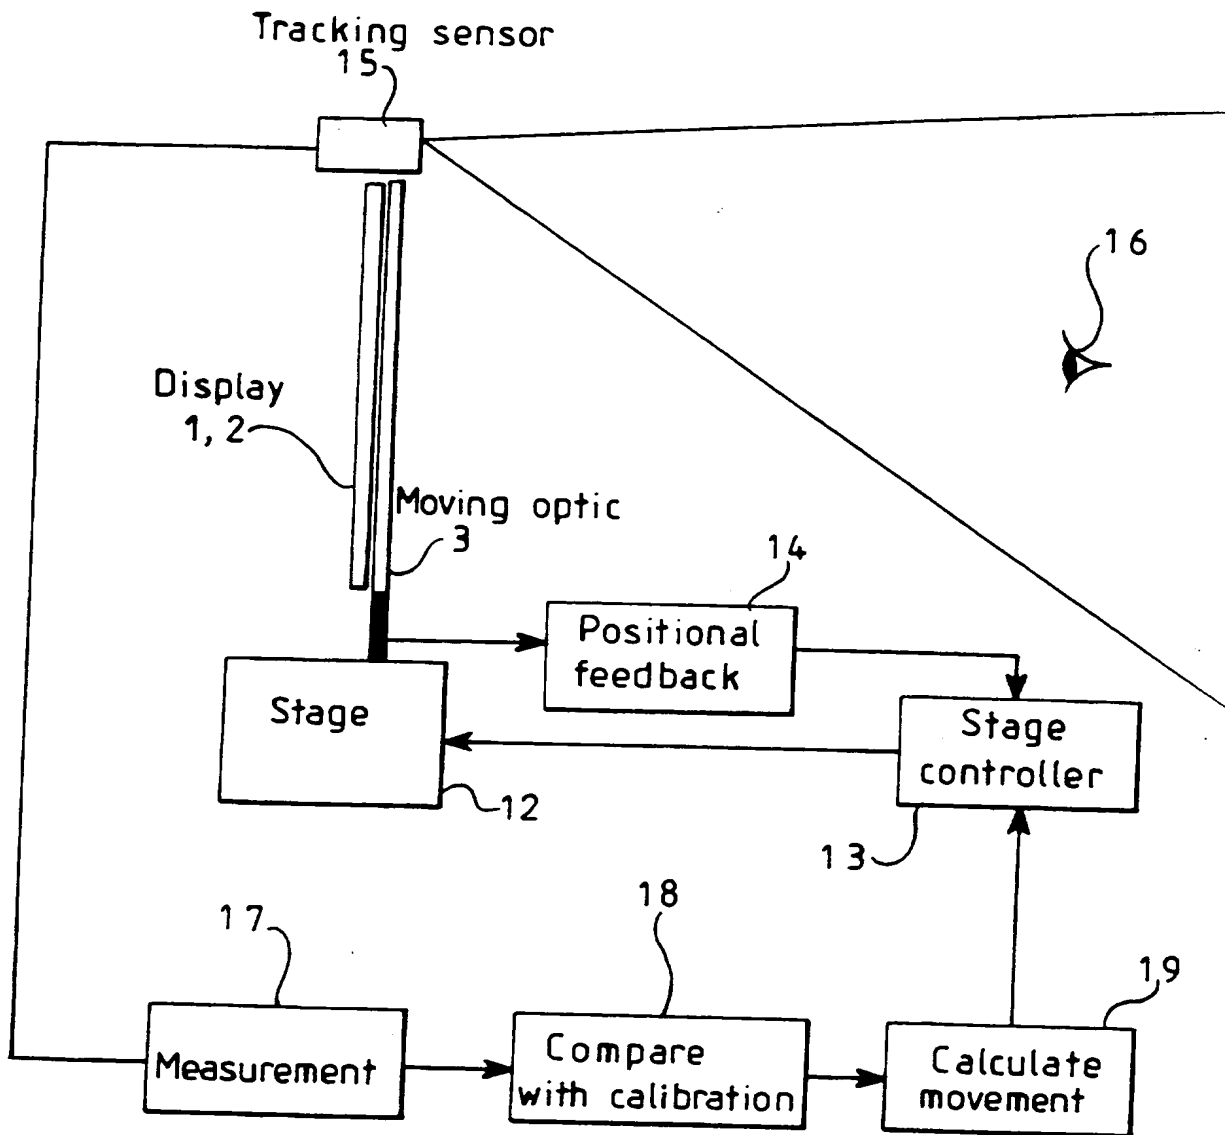 Tracking sensor
15
16
Display
1, 2
Moving optic
3
14
Positional
feedback
Stage
12
Stage
controller
13
17
Measurement
18
Compare
with calibration
19
Calculate
movement